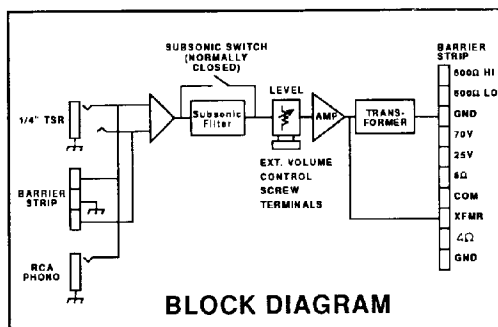 SUBSONIC SWITCH
(NORMALLY
CLOSED)
BARRIER
STRIP
600Ω HI
600Ω LO
GND
70V
25V
8Ω
COM
XFMR
4Ω
GND
1/4" TSR
Subsonic
Filter
LEVEL
AMP
TRANS-
FORMER
EXT. VOLUME
CONTROL
SCREW
TERMINALS
BARRIER
STRIP
RCA
PHONO
BLOCK DIAGRAM